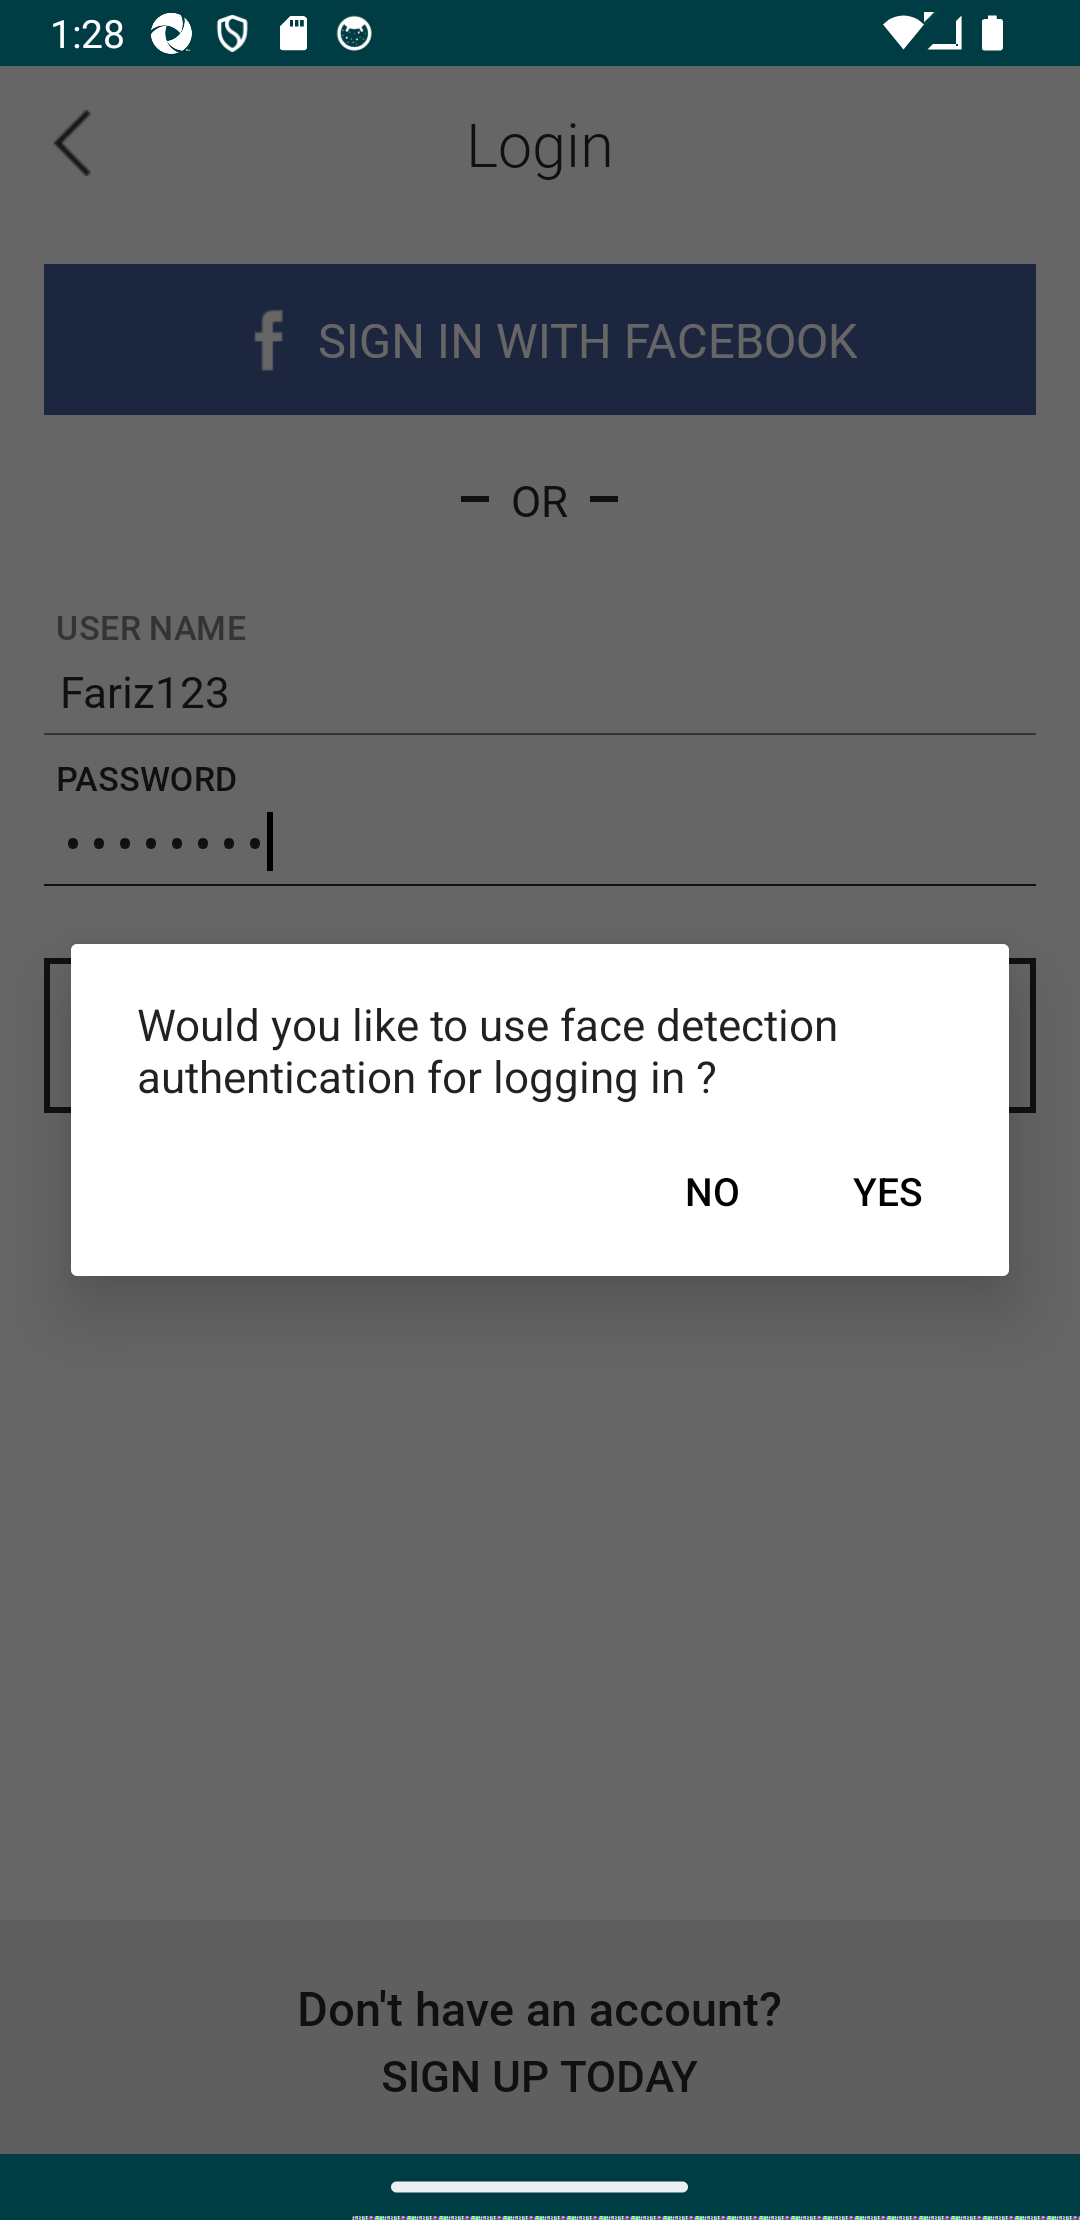 1:28
Login
f SIGN IN WITH FACEBOOK
OR
USER NAME
Fariz123
PASSWORD
••••••••
Would you like to use face detection
authentication for logging in ?
NO YES
Don't have an account?
SIGN UP TODAY